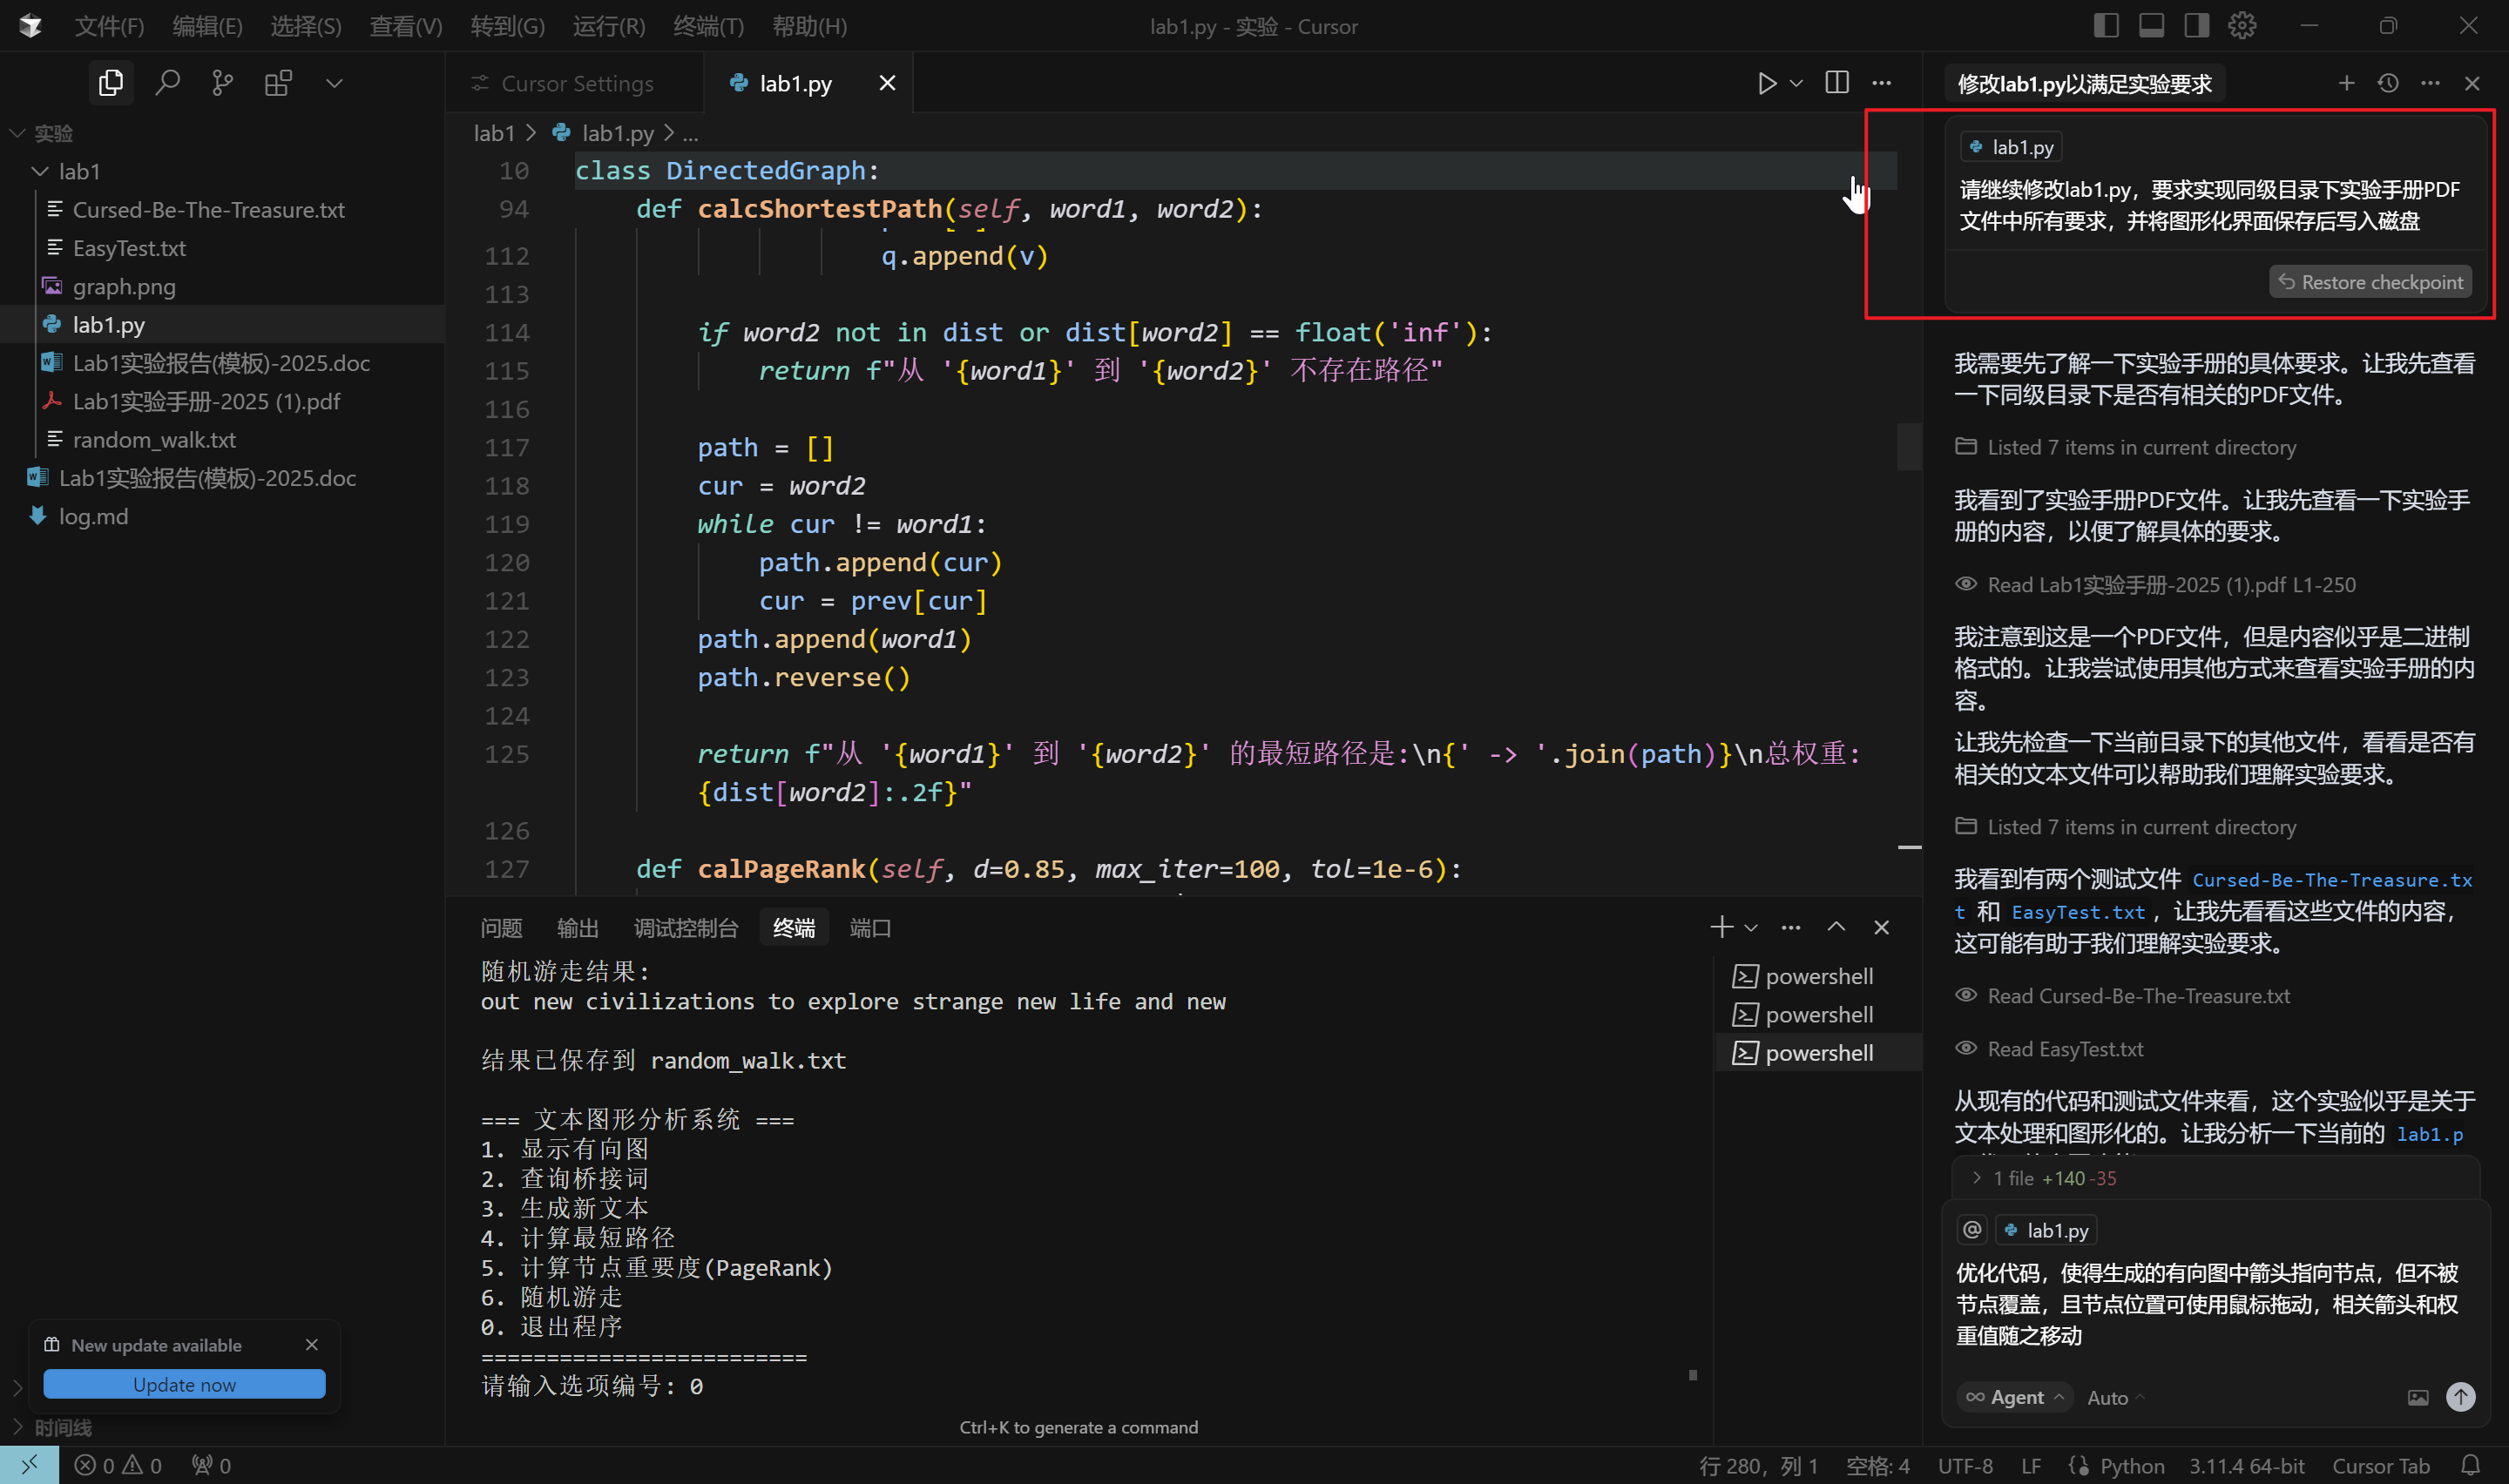 文件(F) 编辑(E) 选择(S) 查看(V) 转到(G) 运行(R) 终端(T) 帮助(H)
lab1.py - 实验 - Cursor
实验
lab1
Cursed-Be-The-Treasure.txt
EasyTest.txt
graph.png
lab1.py
Lab1实验报告(模板)-2025.doc
Lab1实验手册-2025 (1).pdf
random_walk.txt
Lab1实验报告(模板)-2025.doc
log.md
New update available
Update now
时间线
Cursor Settings
lab1.py
lab1 > lab1.py > ...
10 class DirectedGraph:
94 def calcShortestPath(self, word1, word2):
112 q.append(v)
113
114 if word2 not in dist or dist[word2] == float('inf'):
115 return f"从 '{word1}' 到 '{word2}' 不存在路径"
116
117 path = []
118 cur = word2
119 while cur != word1:
120 path.append(cur)
121 cur = prev[cur]
122 path.append(word1)
123 path.reverse()
124
125 return f"从 '{word1}' 到 '{word2}' 的最短路径是:\n{' -> '.join(path)}\n总权重:
{dist[word2]:.2f}"
126
127 def calPageRank(self, d=0.85, max_iter=100, tol=1e-6):
问题 输出 调试控制台 终端 端口
随机游走结果:
out new civilizations to explore strange new life and new
结果已保存到 random_walk.txt
=== 文本图形分析系统 ===
1. 显示有向图
2. 查询桥接词
3. 生成新文本
4. 计算最短路径
5. 计算节点重要度(PageRank)
6. 随机游走
0. 退出程序
=========================
请输入选项编号: 0
Ctrl+K to generate a command
powershell
powershell
powershell
修改lab1.py以满足实验要求
lab1.py
请继续修改lab1.py，要求实现同级目录下实验手册PDF
文件中所有要求，并将图形化界面保存后写入磁盘
Restore checkpoint
我需要先了解一下实验手册的具体要求。让我先查看
一下同级目录下是否有相关的PDF文件。
Listed 7 items in current directory
我看到了实验手册PDF文件。让我先查看一下实验手
册的内容，以便了解具体的要求。
Read Lab1实验手册-2025 (1).pdf L1-250
我注意到这是一个PDF文件，但是内容似乎是二进制
格式的。让我尝试使用其他方式来查看实验手册的内
容。
让我先检查一下当前目录下的其他文件，看看是否有
相关的文本文件可以帮助我们理解实验要求。
Listed 7 items in current directory
我看到有两个测试文件 Cursed-Be-The-Treasure.tx
t 和 EasyTest.txt，让我先看看这些文件的内容，
这可能有助于我们理解实验要求。
Read Cursed-Be-The-Treasure.txt
Read EasyTest.txt
从现有的代码和测试文件来看，这个实验似乎是关于
文本处理和图形化的。让我分析一下当前的 lab1.p
1 file +140 -35
@ lab1.py
优化代码，使得生成的有向图中箭头指向节点，但不被
节点覆盖，且节点位置可使用鼠标拖动，相关箭头和权
重值随之移动
∞ Agent Auto
0 0 0
行 280，列 1 空格: 4 UTF-8 LF Python 3.11.4 64-bit Cursor Tab